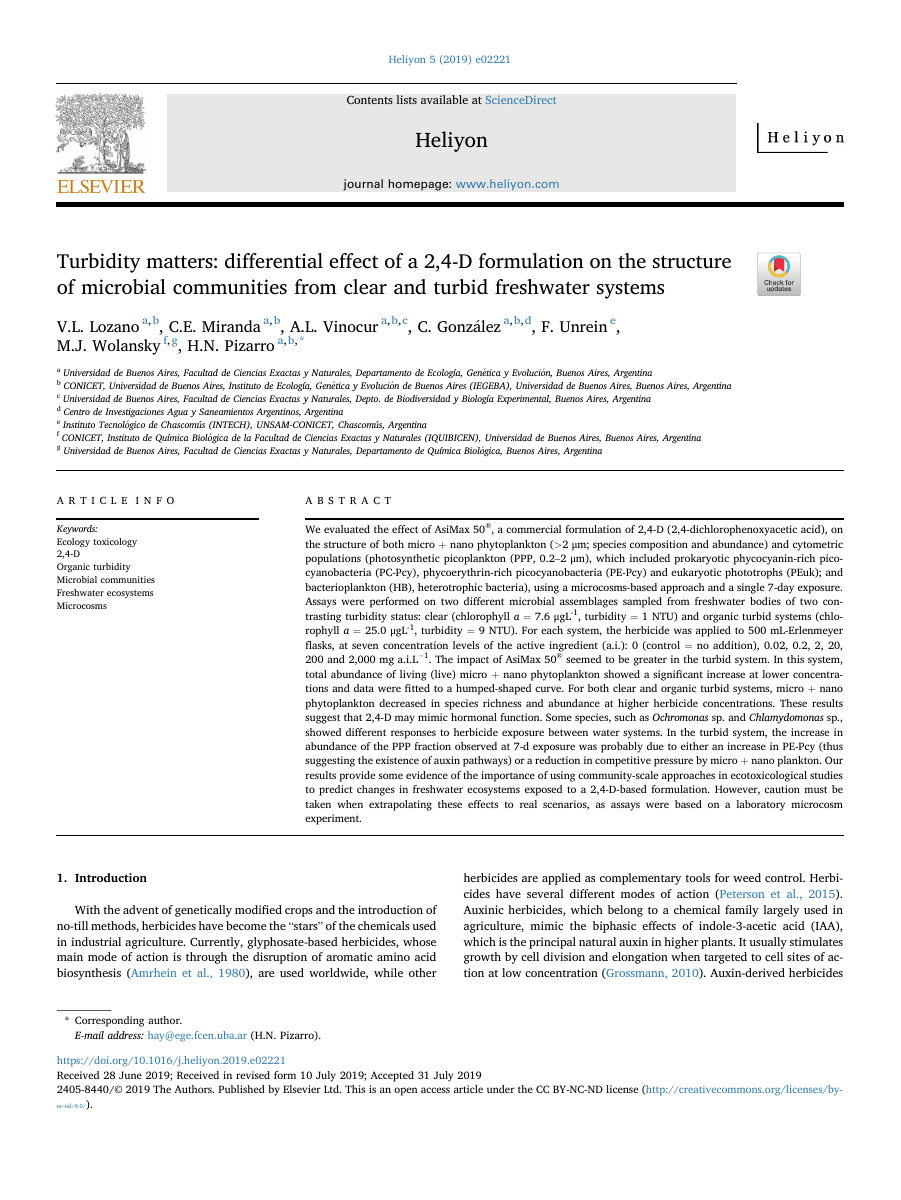 Heliyon 5 (2019) e02221
Contents lists available at ScienceDirect
Heliyon
journal homepage: www.heliyon.com
ELSEVIER
Heliyon
Turbidity matters: differential effect of a 2,4-D formulation on the structure
of microbial communities from clear and turbid freshwater systems
Check for
updates
V.L. Lozano a,b, C.E. Miranda a,b, A.L. Vinocur a,b,c, C. González a,b,d, F. Unrein e,
M.J. Wolansky f,g, H.N. Pizarro a,b,*
a Universidad de Buenos Aires, Facultad de Ciencias Exactas y Naturales, Departamento de Ecología, Genética y Evolución, Buenos Aires, Argentina
b CONICET, Universidad de Buenos Aires, Instituto de Ecología, Genética y Evolución de Buenos Aires (IEGEBA), Universidad de Buenos Aires, Buenos Aires, Argentina
c Universidad de Buenos Aires, Facultad de Ciencias Exactas y Naturales, Depto. de Biodiversidad y Biología Experimental, Buenos Aires, Argentina
d Centro de Investigaciones Agua y Saneamientos Argentinos, Argentina
e Instituto Tecnológico de Chascomús (INTECH), UNSAM-CONICET, Chascomús, Argentina
f CONICET, Instituto de Química Biológica de la Facultad de Ciencias Exactas y Naturales (IQUIBICEN), Universidad de Buenos Aires, Buenos Aires, Argentina
g Universidad de Buenos Aires, Facultad de Ciencias Exactas y Naturales, Departamento de Química Biológica, Buenos Aires, Argentina
ARTICLE INFO
Keywords:
Ecology toxicology
2,4-D
Organic turbidity
Microbial communities
Freshwater ecosystems
Microcosms
ABSTRACT
We evaluated the effect of AsiMax 50®, a commercial formulation of 2,4-D (2,4-dichlorophenoxyacetic acid), on
the structure of both micro + nano phytoplankton (>2 μm; species composition and abundance) and cytometric
populations (photosynthetic picoplankton (PPP, 0.2–2 μm), which included prokaryotic phycocyanin-rich pico-
cyanobacteria (PC-Pcy), phycoerythrin-rich picocyanobacteria (PE-Pcy) and eukaryotic phototrophs (PEuk); and
bacterioplankton (HB), heterotrophic bacteria), using a microcosms-based approach and a single 7-day exposure.
Assays were performed on two different microbial assemblages sampled from freshwater bodies of two con-
trasting turbidity status: clear (chlorophyll a = 7.6 μgL-1, turbidity = 1 NTU) and organic turbid systems (chlo-
rophyll a = 25.0 μgL-1, turbidity = 9 NTU). For each system, the herbicide was applied to 500 mL-Erlenmeyer
flasks, at seven concentration levels of the active ingredient (a.i.): 0 (control = no addition), 0.02, 0.2, 2, 20,
200 and 2,000 mg a.i.L−1. The impact of AsiMax 50® seemed to be greater in the turbid system. In this system,
total abundance of living (live) micro + nano phytoplankton showed a significant increase at lower concentra-
tions and data were fitted to a humped-shaped curve. For both clear and organic turbid systems, micro + nano
phytoplankton decreased in species richness and abundance at higher herbicide concentrations. These results
suggest that 2,4-D may mimic hormonal function. Some species, such as Ochromonas sp. and Chlamydomonas sp.,
showed different responses to herbicide exposure between water systems. In the turbid system, the increase in
abundance of the PPP fraction observed at 7-d exposure was probably due to either an increase in PE-Pcy (thus
suggesting the existence of auxin pathways) or a reduction in competitive pressure by micro + nano plankton. Our
results provide some evidence of the importance of using community-scale approaches in ecotoxicological studies
to predict changes in freshwater ecosystems exposed to a 2,4-D-based formulation. However, caution must be
taken when extrapolating these effects to real scenarios, as assays were based on a laboratory microcosm
experiment.
1. Introduction
With the advent of genetically modified crops and the introduction of
no-till methods, herbicides have become the “stars” of the chemicals used
in industrial agriculture. Currently, glyphosate-based herbicides, whose
main mode of action is through the disruption of aromatic amino acid
biosynthesis (Amrhein et al., 1980), are used worldwide, while other
herbicides are applied as complementary tools for weed control. Herbi-
cides have several different modes of action (Peterson et al., 2015).
Auxinic herbicides, which belong to a chemical family largely used in
agriculture, mimic the biphasic effects of indole-3-acetic acid (IAA),
which is the principal natural auxin in higher plants. It usually stimulates
growth by cell division and elongation when targeted to cell sites of ac-
tion at low concentration (Grossmann, 2010). Auxin-derived herbicides
* Corresponding author.
E-mail address: hay@ege.fcen.uba.ar (H.N. Pizarro).
https://doi.org/10.1016/j.heliyon.2019.e02221
Received 28 June 2019; Received in revised form 10 July 2019; Accepted 31 July 2019
2405-8440/© 2019 The Authors. Published by Elsevier Ltd. This is an open access article under the CC BY-NC-ND license (http://creativecommons.org/licenses/by-
nc-nd/4.0/).